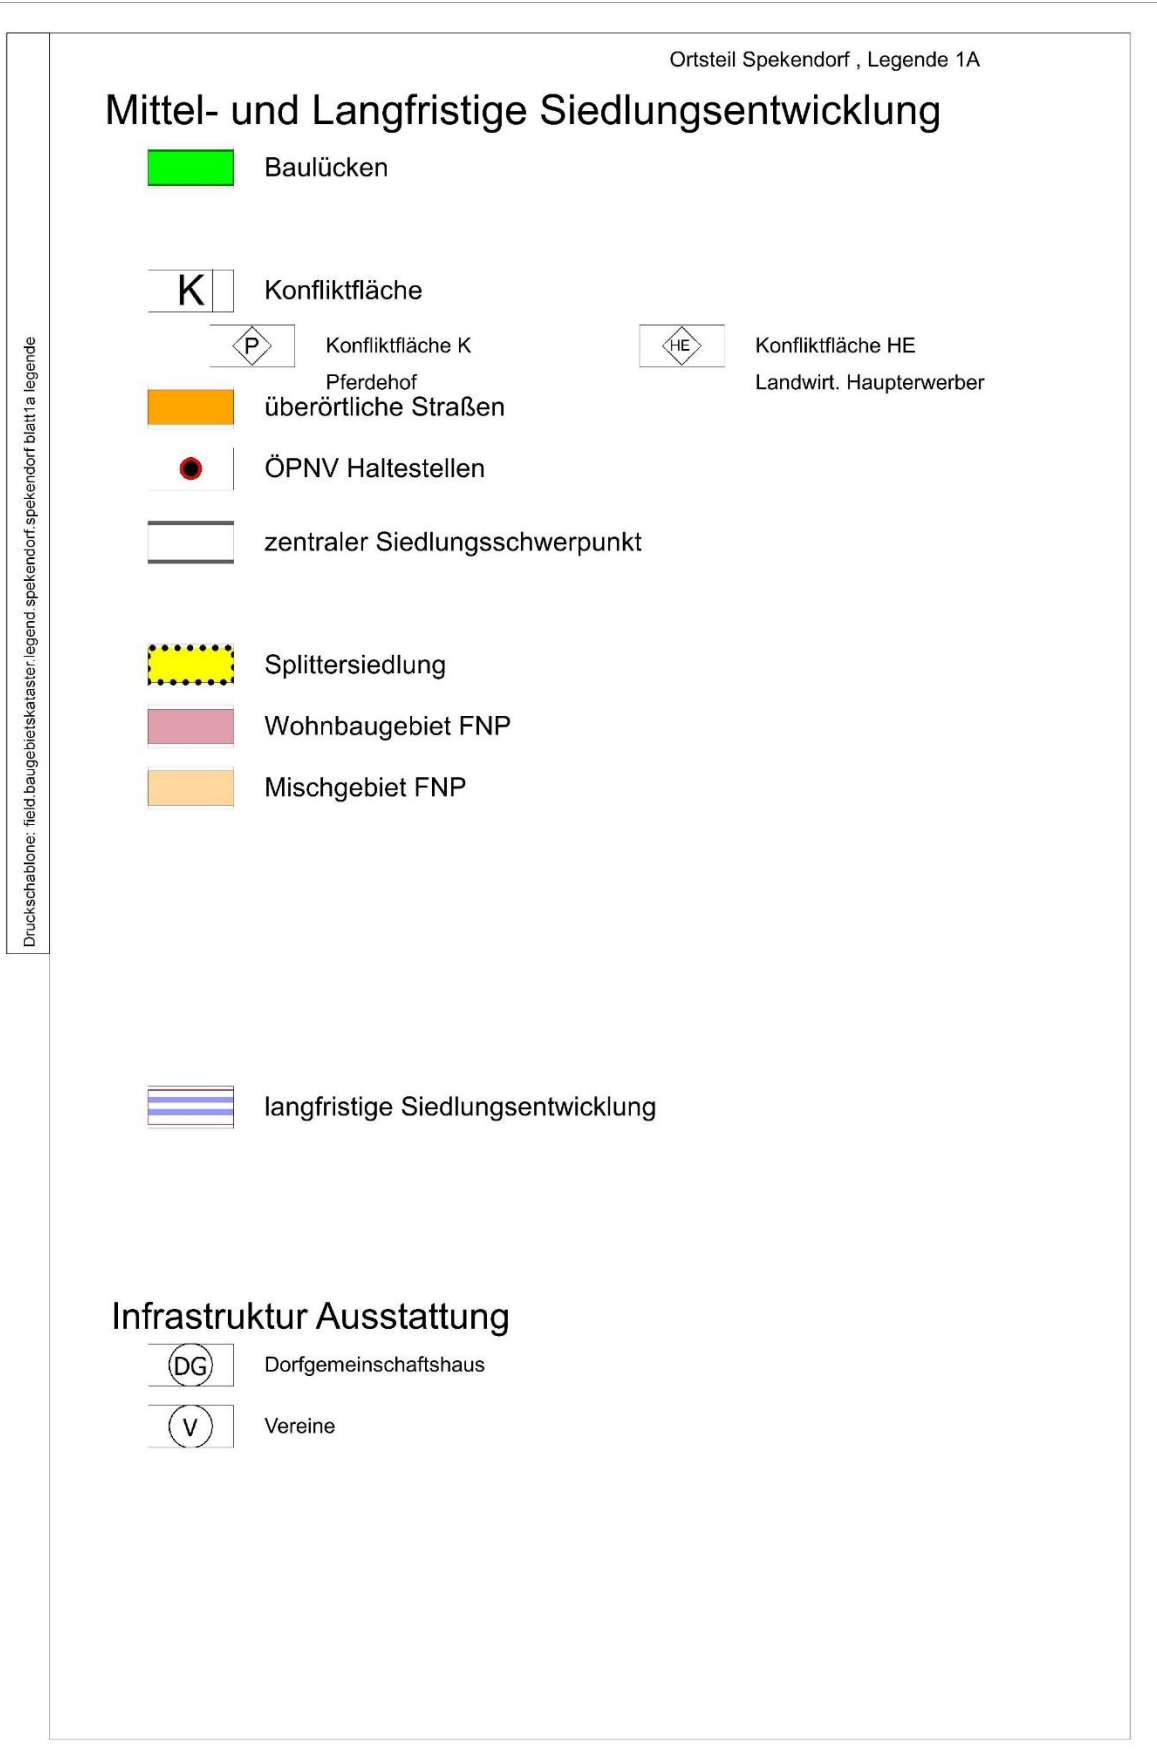 Ortsteil Spekendorf , Legende 1A
Mittel- und Langfristige Siedlungsentwicklung
Baulücken
K Konfliktfläche
P Konfliktfläche K
Pferdehof
HE Konfliktfläche HE
Landwirt. Haupterwerber
überörtliche Straßen
ÖPNV Haltestellen
zentraler Siedlungsschwerpunkt
Splittersiedlung
Wohnbaugebiet FNP
Mischgebiet FNP
langfristige Siedlungsentwicklung
Infrastruktur Ausstattung
DG Dorfgemeinschaftshaus
V Vereine
Druckschablone: field.baugebietskataster.legend.spekendorf.spekendorf blatt1a legende